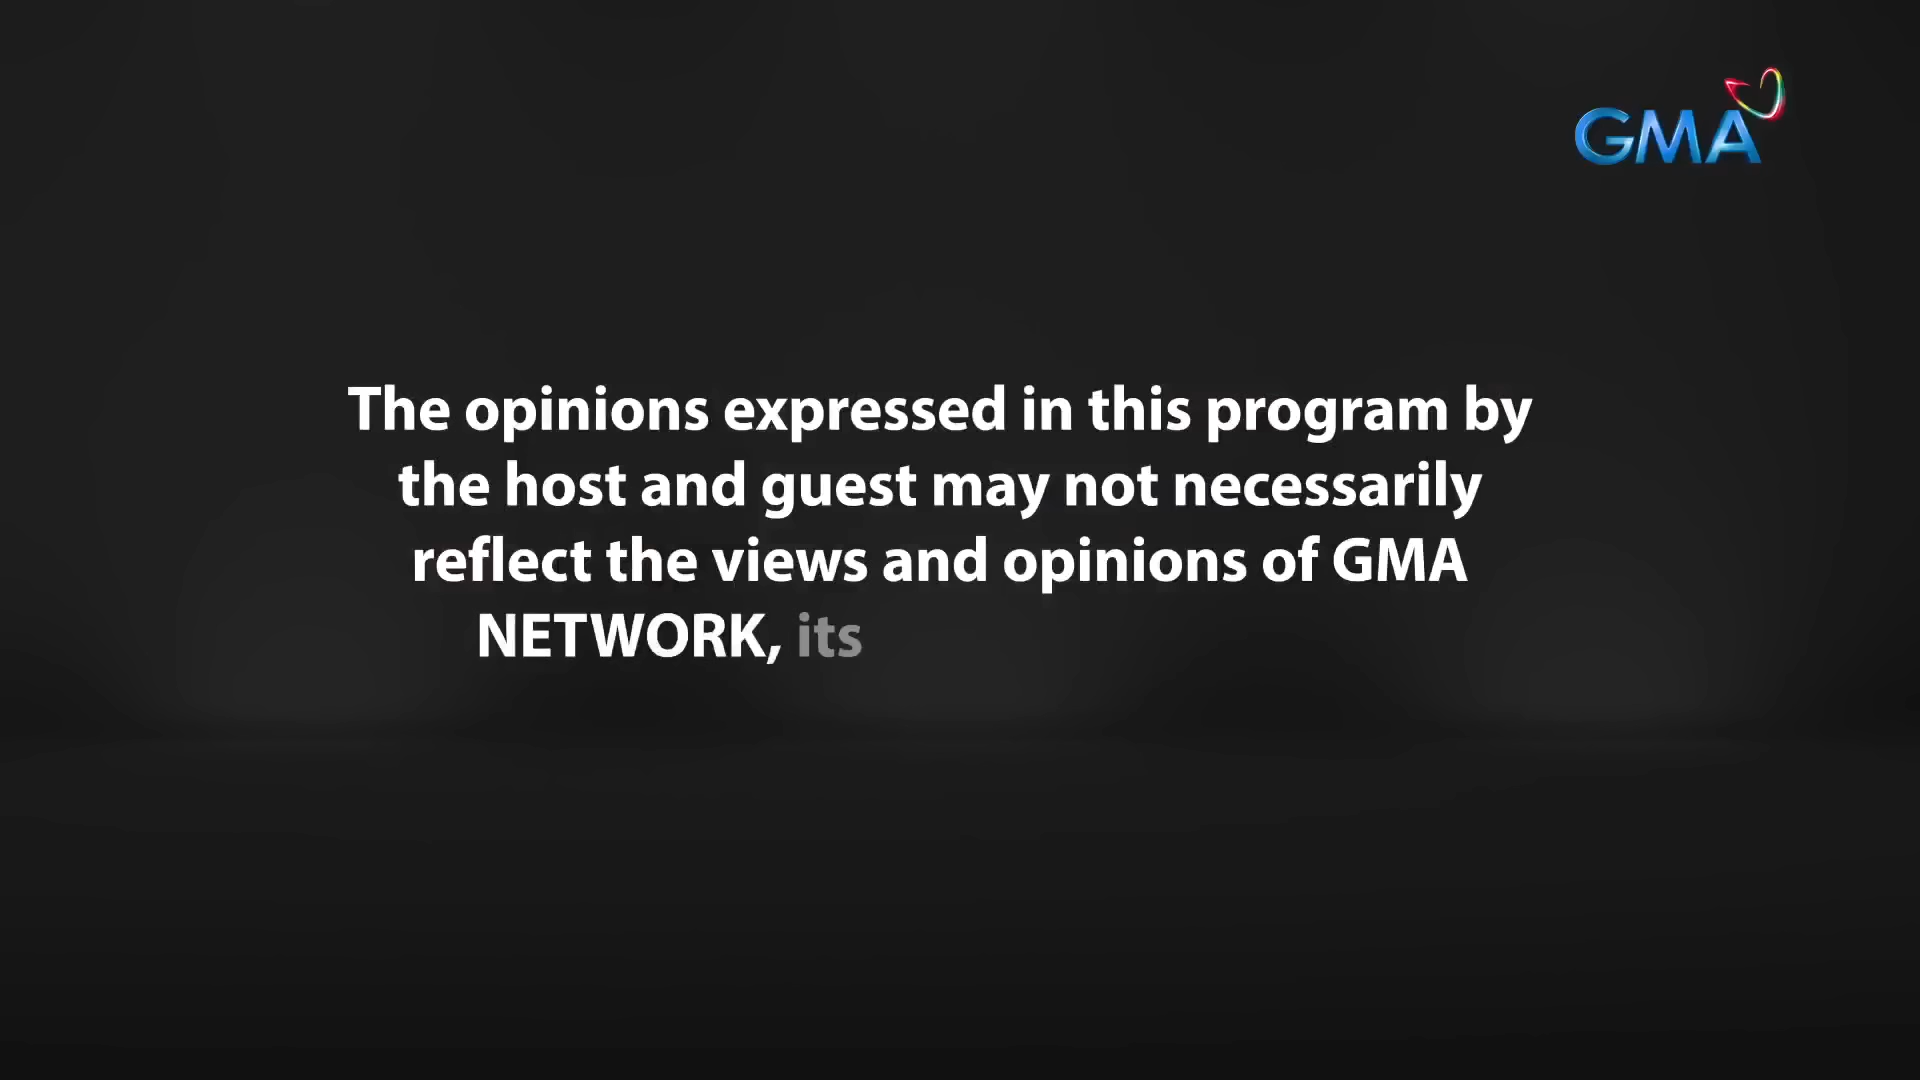 GMA
The opinions expressed in this program by
the host and guest may not necessarily
reflect the views and opinions of GMA
NETWORK, its